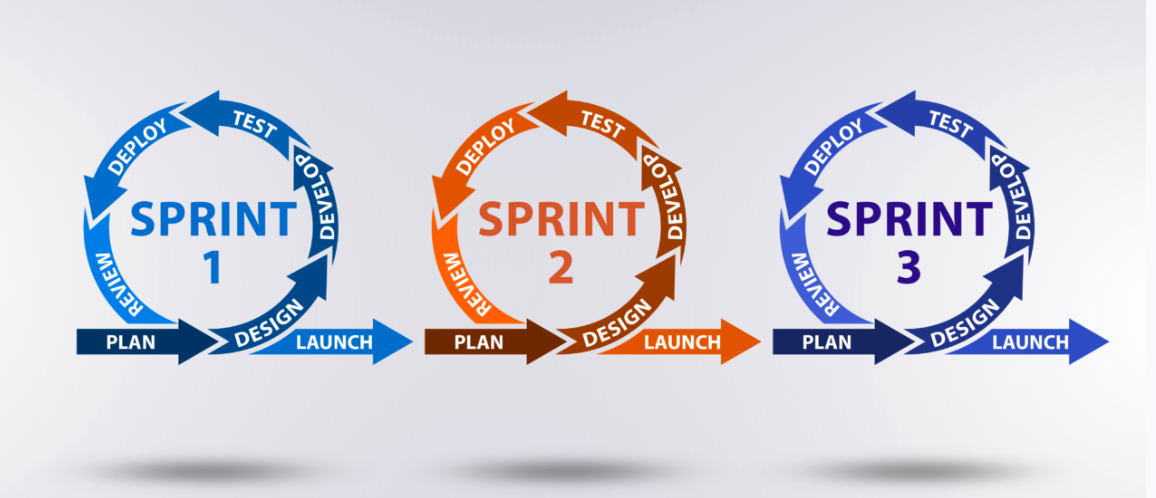 SPRINT
1
PLAN
DESIGN
DEVELOP
TEST
DEPLOY
REVIEW
LAUNCH
SPRINT
2
PLAN
DESIGN
DEVELOP
TEST
DEPLOY
REVIEW
LAUNCH
SPRINT
3
PLAN
DESIGN
DEVELOP
TEST
DEPLOY
REVIEW
LAUNCH